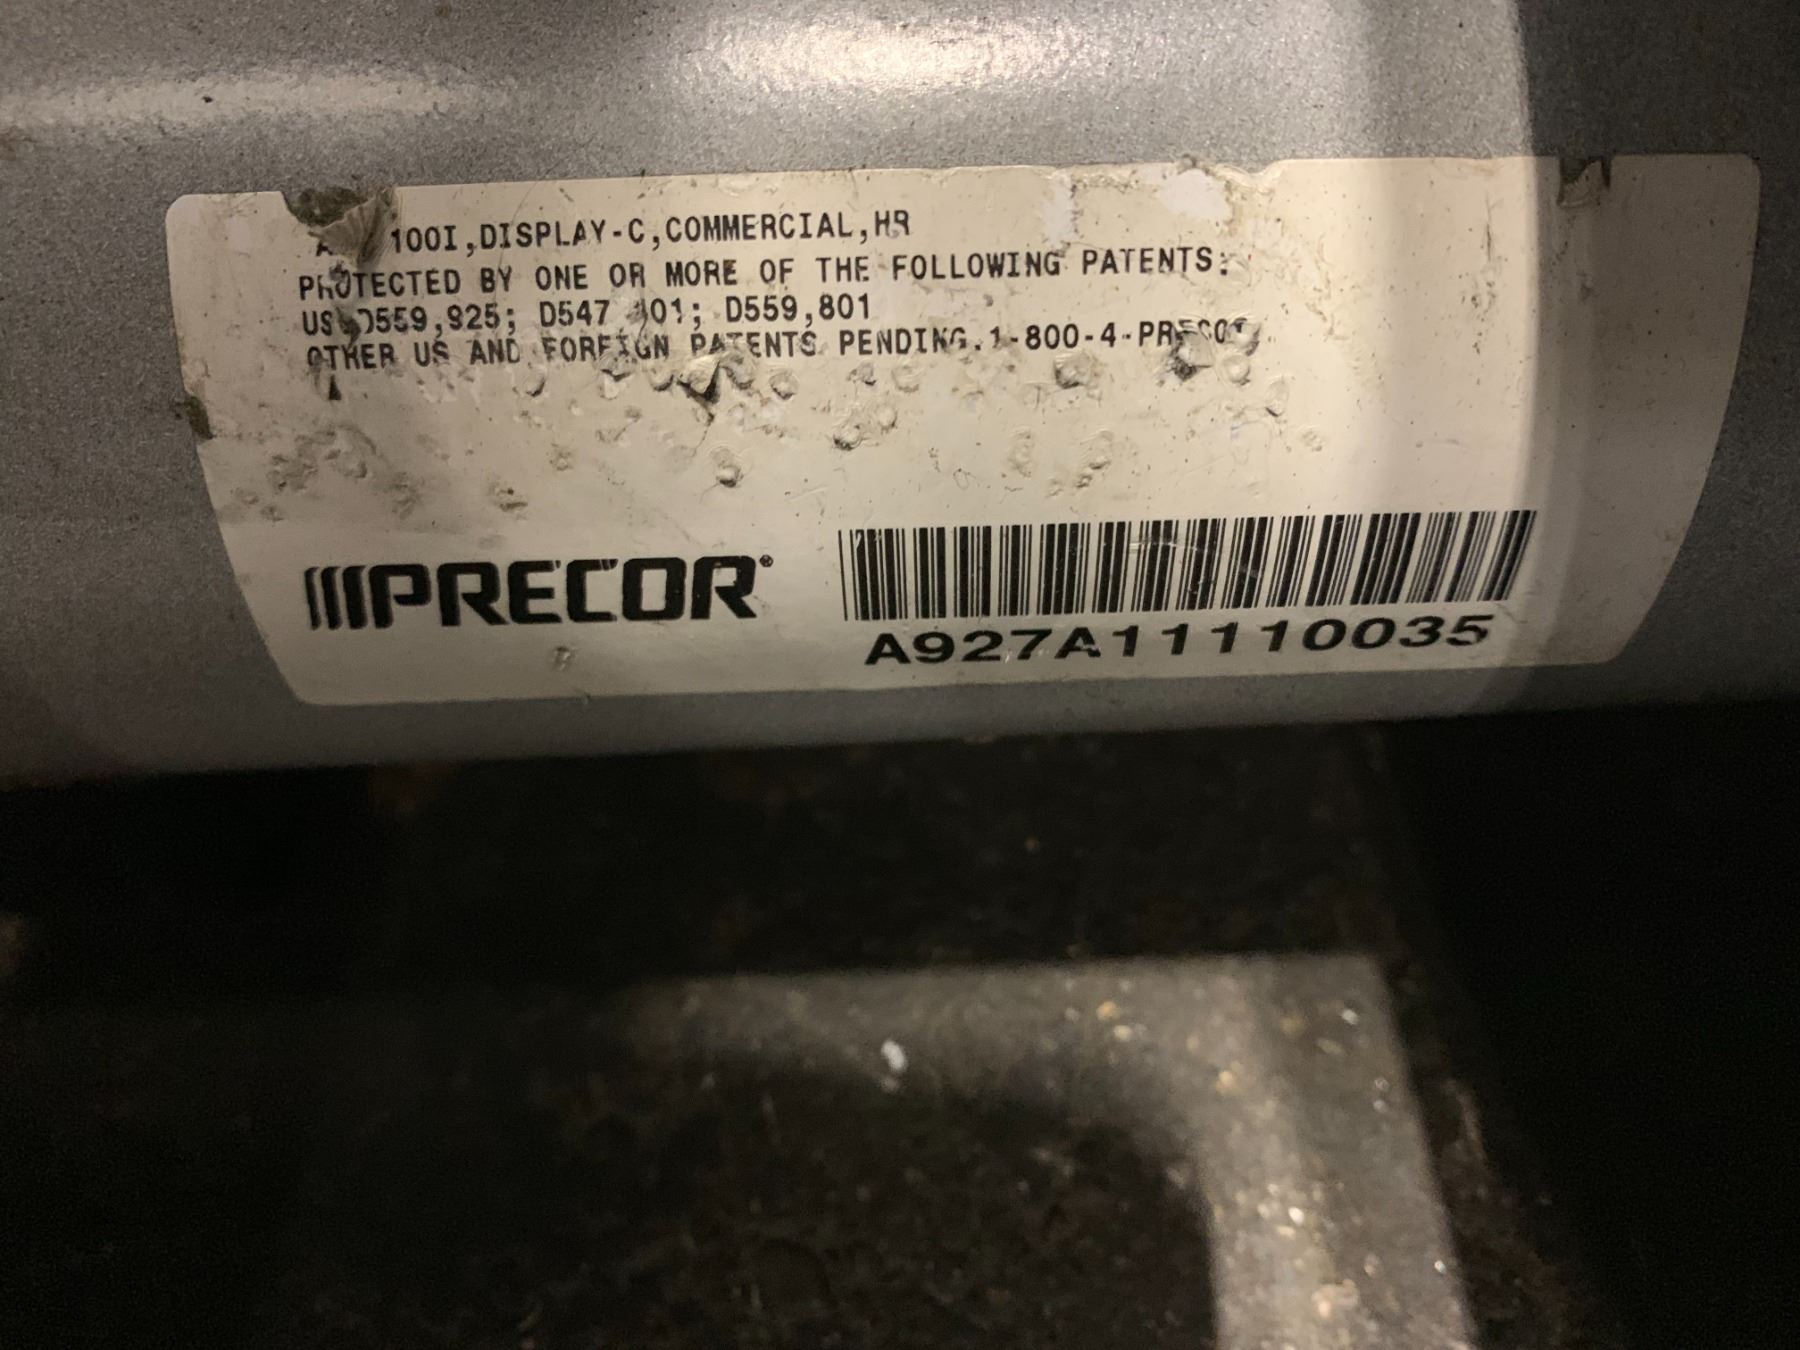 100I,DISPLAY-C,COMMERCIAL,HR
PROTECTED BY ONE OR MORE OF THE FOLLOWING PATENTS:
US D559,925; D547 D559,801
OTHER US AND FOREIGN PATENTS PENDING.1-800-4-PRECOR
PRECOR®
A927A11110035